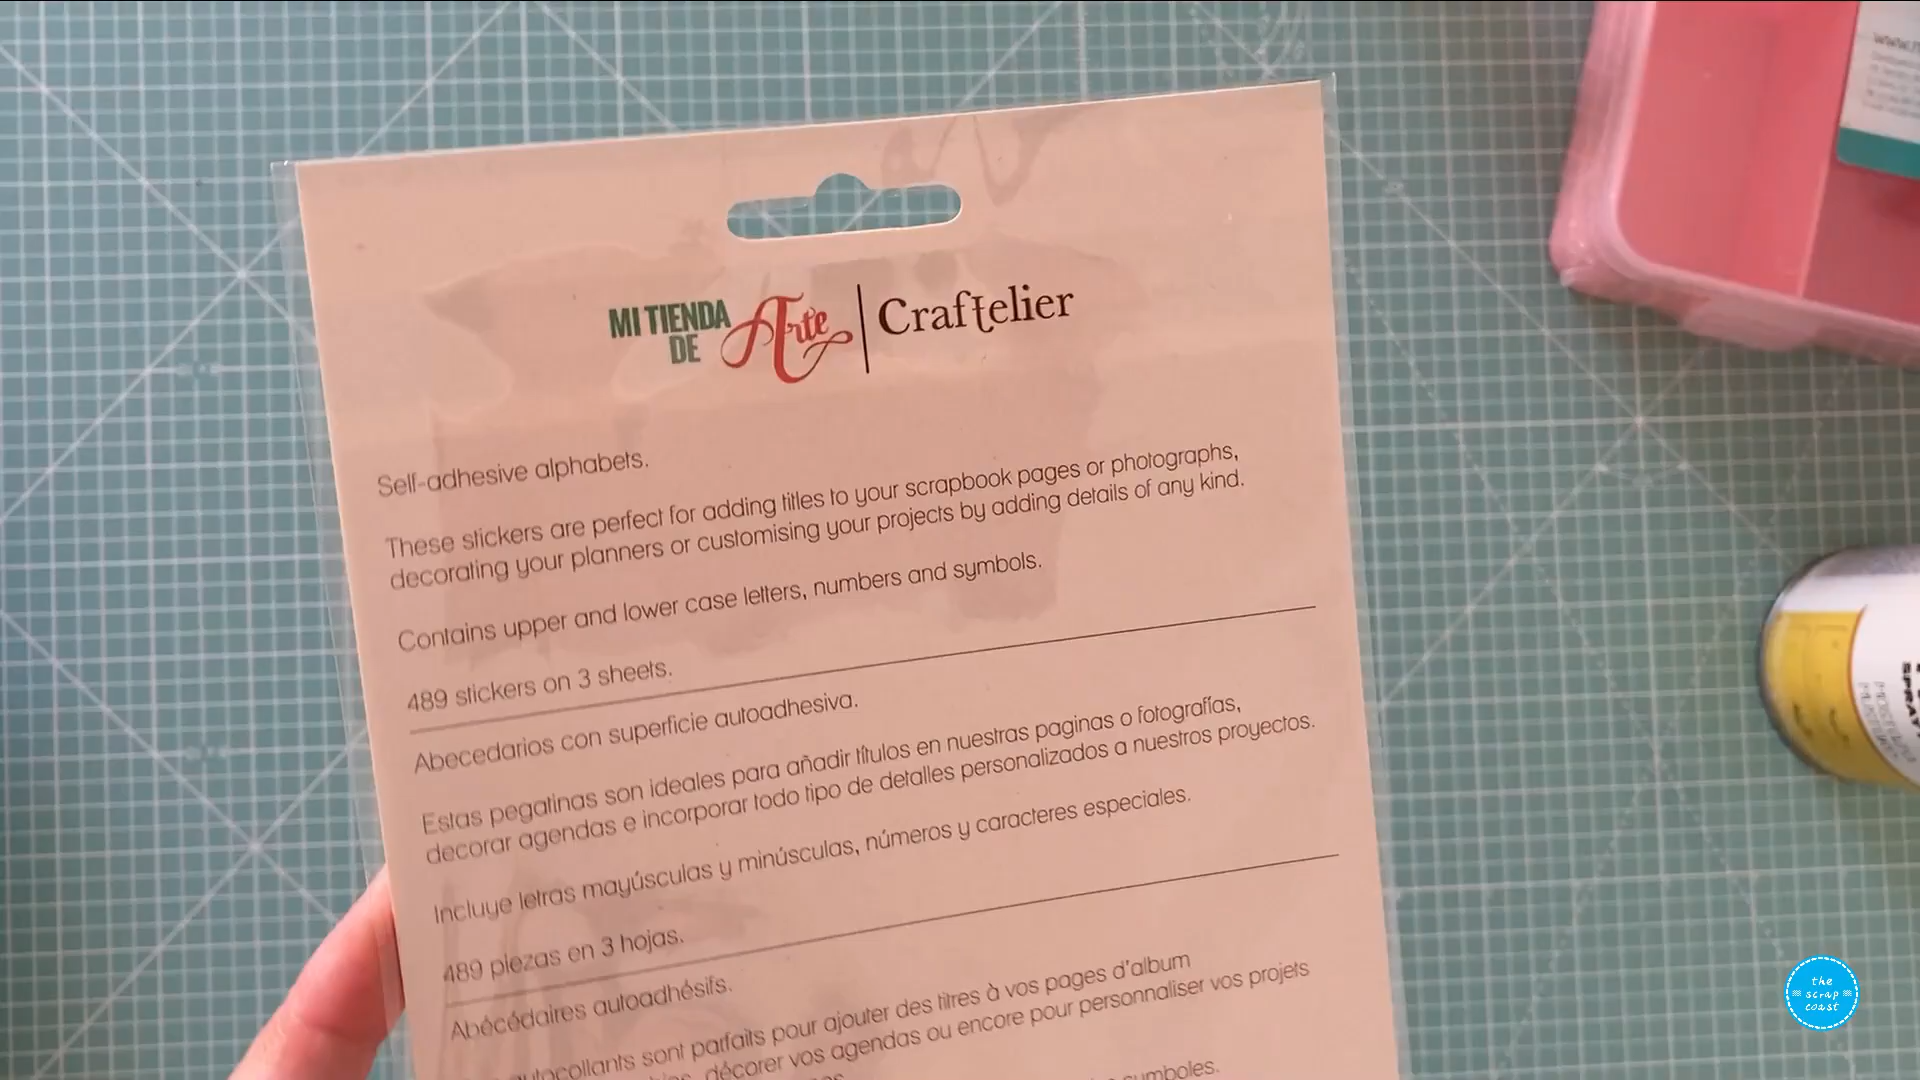 MI TIENDA
DE
Arte
Craftelier
Self-adhesive alphabets.
These stickers are perfect for adding titles to your scrapbook pages or photographs,
decorating your planners or customising your projects by adding details of any kind.
Contains upper and lower case letters, numbers and symbols.
489 stickers on 3 sheets.
Abecedarios con superficie autoadhesiva.
Estas pegatinas son ideales para añadir títulos en nuestras paginas o fotografías,
decorar agendas e incorporar todo tipo de detalles personalizados a nuestros proyectos.
Incluye letras mayúsculas y minúsculas, números y caracteres especiales.
489 piezas en 3 hojas.
Abécédaires autoadhésifs.
autocollants sont parfaits pour ajouter des titres à vos pages d'album
décorer vos agendas ou encore pour personnaliser vos projets
symboles.
the
scrap
coast